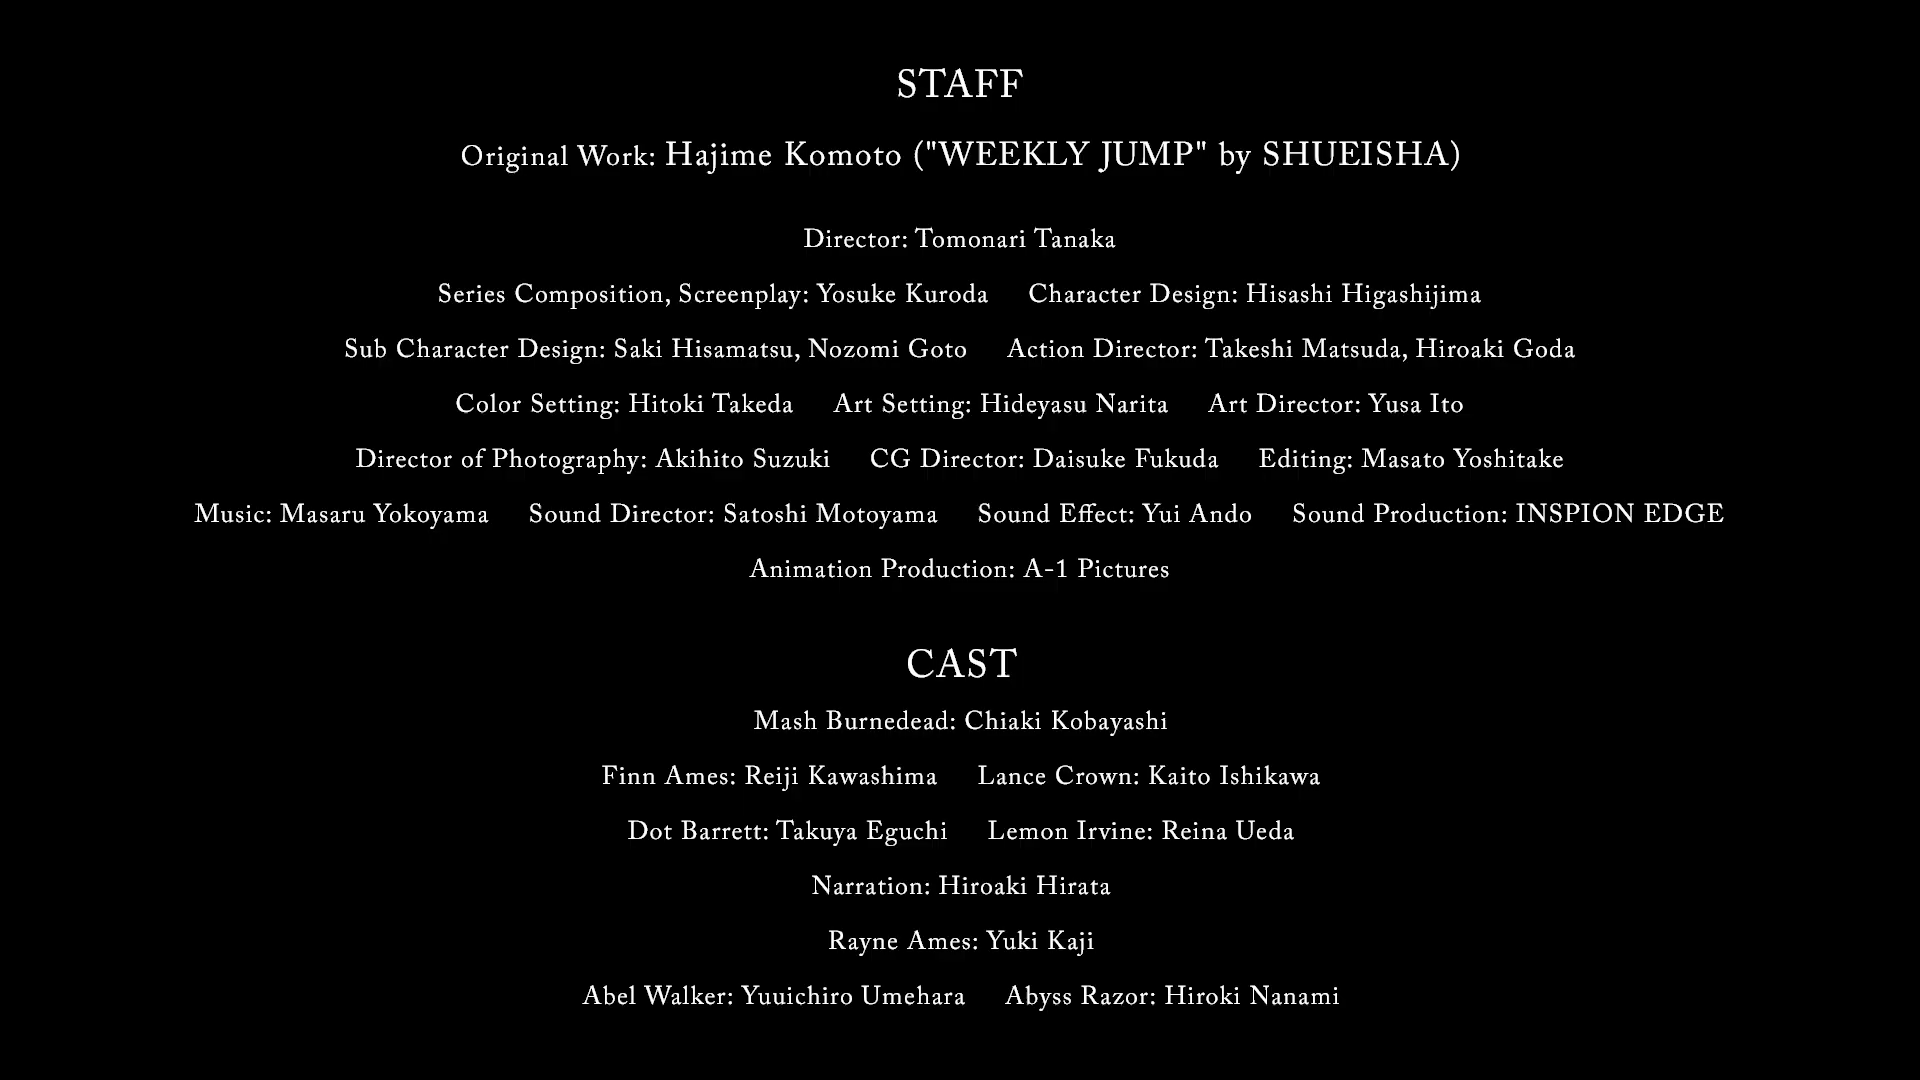 STAFF
Original Work: Hajime Komoto ("WEEKLY JUMP" by SHUEISHA)
Director: Tomonari Tanaka
Series Composition, Screenplay: Yosuke Kuroda Character Design: Hisashi Higashijima
Sub Character Design: Saki Hisamatsu, Nozomi Goto Action Director: Takeshi Matsuda, Hiroaki Goda
Color Setting: Hitoki Takeda Art Setting: Hideyasu Narita Art Director: Yusa Ito
Director of Photography: Akihito Suzuki CG Director: Daisuke Fukuda Editing: Masato Yoshitake
Music: Masaru Yokoyama Sound Director: Satoshi Motoyama Sound Effect: Yui Ando Sound Production: INSPION EDGE
Animation Production: A-1 Pictures
CAST
Mash Burnedead: Chiaki Kobayashi
Finn Ames: Reiji Kawashima Lance Crown: Kaito Ishikawa
Dot Barrett: Takuya Eguchi Lemon Irvine: Reina Ueda
Narration: Hiroaki Hirata
Rayne Ames: Yuki Kaji
Abel Walker: Yuuichiro Umehara Abyss Razor: Hiroki Nanami